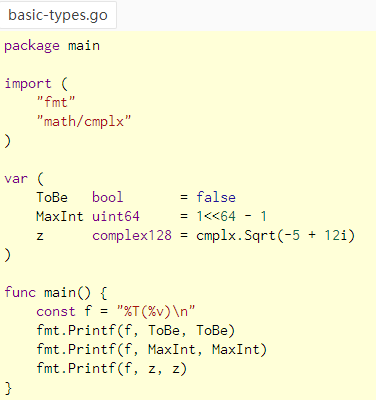 basic-types.go
package main
import (
"fmt"
"math/cmplx"
)
var (
ToBe bool = false
MaxInt uint64 = 1<<64 - 1
z complex128 = cmplx.Sqrt(-5 + 12i)
)
func main() {
const f = "%T(%v)\n"
fmt.Printf(f, ToBe, ToBe)
fmt.Printf(f, MaxInt, MaxInt)
fmt.Printf(f, z, z)
}